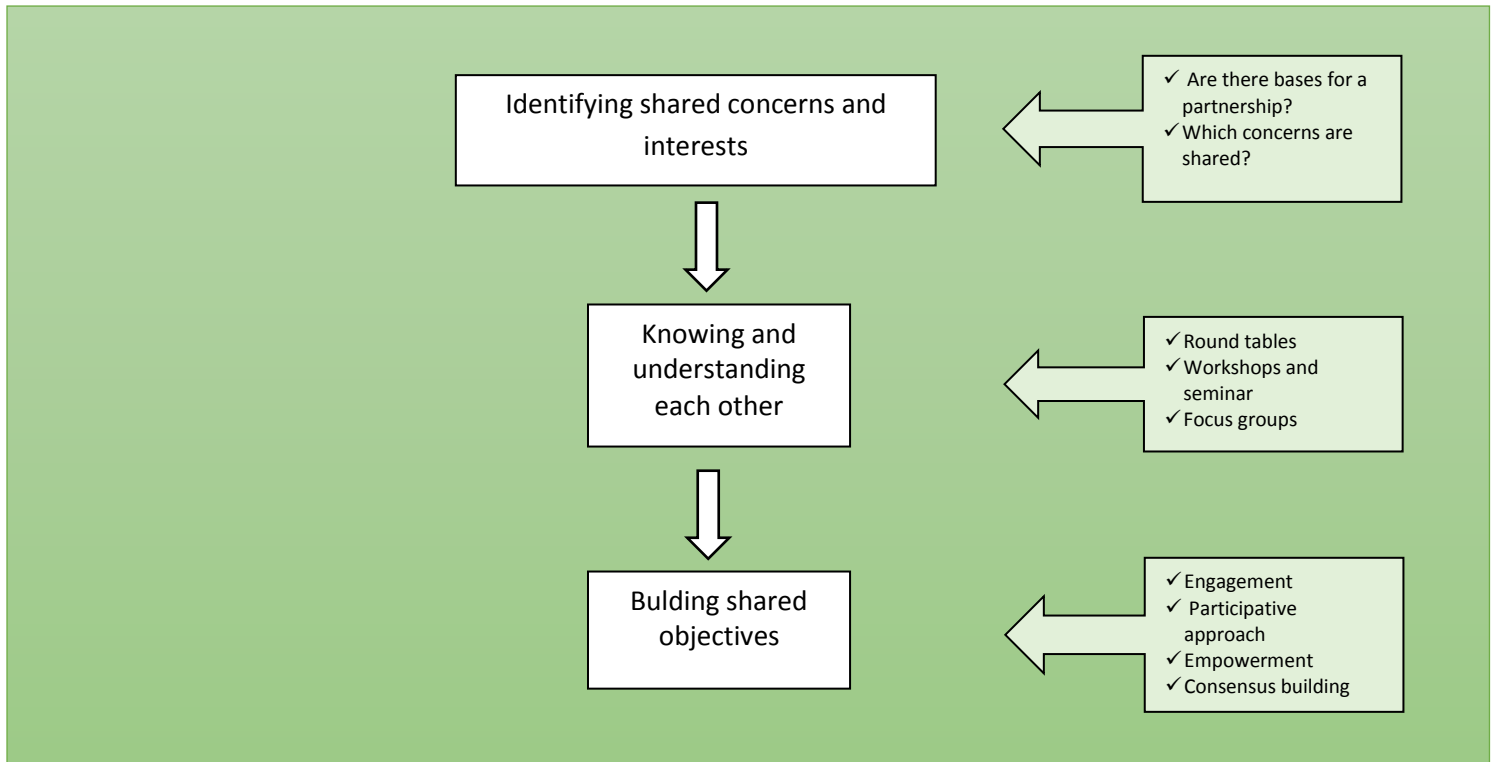 Identifying shared concerns and
interests
✓ Are there bases for a
partnership?
✓ Which concerns are
shared?
Knowing and
understanding
each other
✓ Round tables
✓ Workshops and
seminar
✓ Focus groups
Bulding shared
objectives
✓ Engagement
✓ Participative
approach
✓ Empowerment
✓ Consensus building